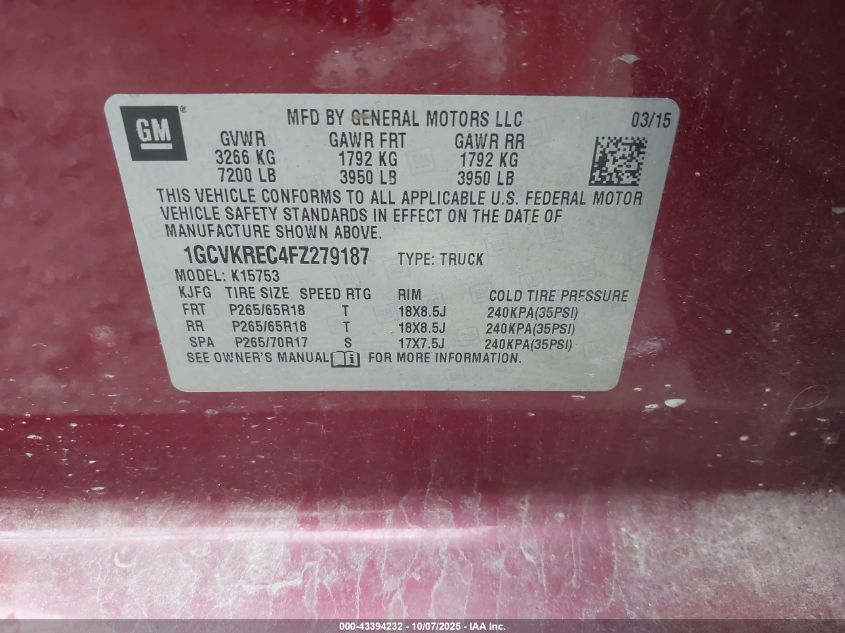 GM ® MFD BY GENERAL MOTORS LLC 03/15
GVWR GAWR FRT GAWR RR
3266 KG 1792 KG 1792 KG
7200 LB 3950 LB 3950 LB
THIS VEHICLE CONFORMS TO ALL APPLICABLE U.S. FEDERAL MOTOR
VEHICLE SAFETY STANDARDS IN EFFECT ON THE DATE OF
MANUFACTURE SHOWN ABOVE.
1GCVKREC4FZ279187 TYPE: TRUCK
MODEL: K15753
KJFG TIRE SIZE SPEED RTG RIM COLD TIRE PRESSURE
FRT P265/65R18 T 18X8.5J 240KPA(35PSI)
RR P265/65R18 T 18X8.5J 240KPA(35PSI)
SPA P265/70R17 S 17X7.5J 240KPA(35PSI)
SEE OWNER'S MANUAL FOR MORE INFORMATION.
000-43394232 - 10/07/2025 - IAA Inc.